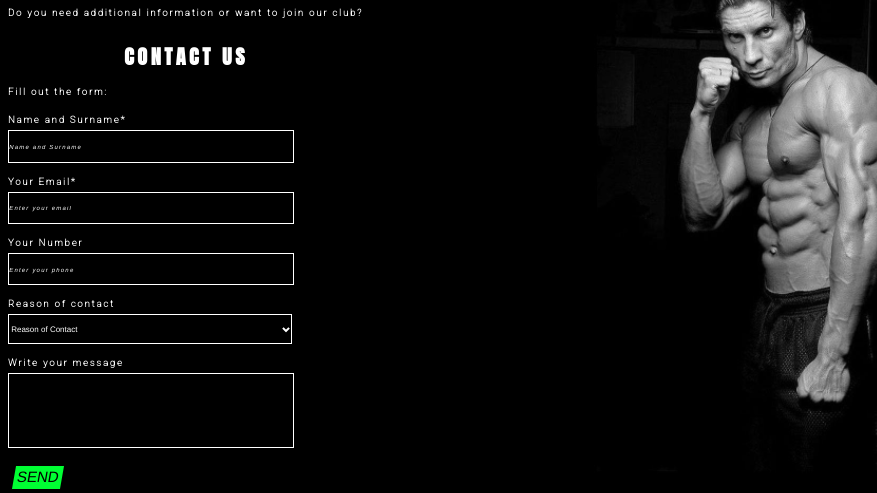 Do you need additional information or want to join our club?
CONTACT US
Fill out the form:
Name and Surname*
Name and Surname
Your Email*
Enter your email
Your Number
Enter your phone
Reason of contact
Reason of Contact
Write your message
SEND